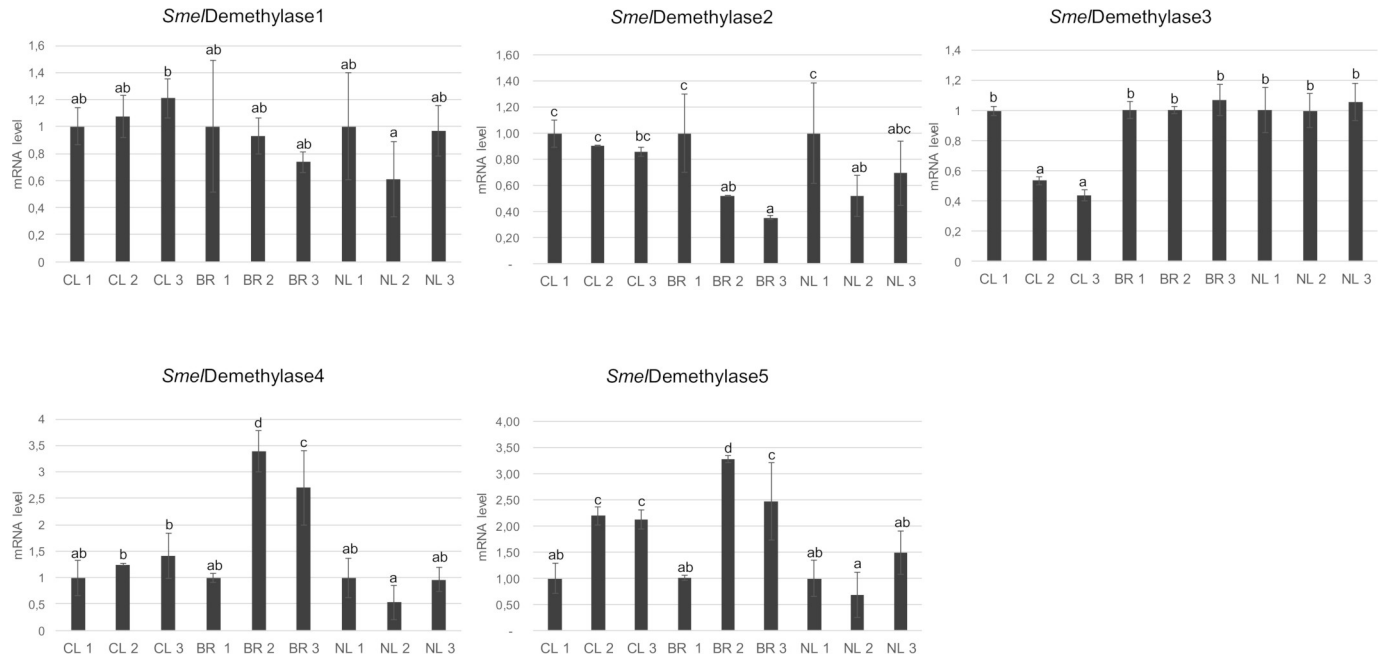 SmelDemethylase1
1,6
1,4
1,2
1
0,8
0,6
0,4
0,2
0
mRNA level
ab
ab
b
ab
ab
ab
ab
a
ab
CL 1 CL 2 CL 3 BR 1 BR 2 BR 3 NL 1 NL 2 NL 3
SmelDemethylase2
1,60
1,40
1,20
1,00
0,80
0,60
0,40
0,20
-
mRNA level
c
c
bc
c
ab
a
c
ab
abc
CL 1 CL 2 CL 3 BR 1 BR 2 BR 3 NL 1 NL 2 NL 3
SmelDemethylase3
1,4
1,2
1
0,8
0,6
0,4
0,2
0
mRNA level
b
a
a
b
b
b
b
b
b
CL 1 CL 2 CL 3 BR 1 BR 2 BR 3 NL 1 NL 2 NL 3
SmelDemethylase4
4
3,5
3
2,5
2
1,5
1
0,5
0
mRNA level
ab
b
b
ab
d
c
ab
a
ab
CL 1 CL 2 CL 3 BR 1 BR 2 BR 3 NL 1 NL 2 NL 3
SmelDemethylase5
4,00
3,50
3,00
2,50
2,00
1,50
1,00
0,50
-
mRNA level
ab
c
c
ab
d
c
ab
a
ab
CL 1 CL 2 CL 3 BR 1 BR 2 BR 3 NL 1 NL 2 NL 3